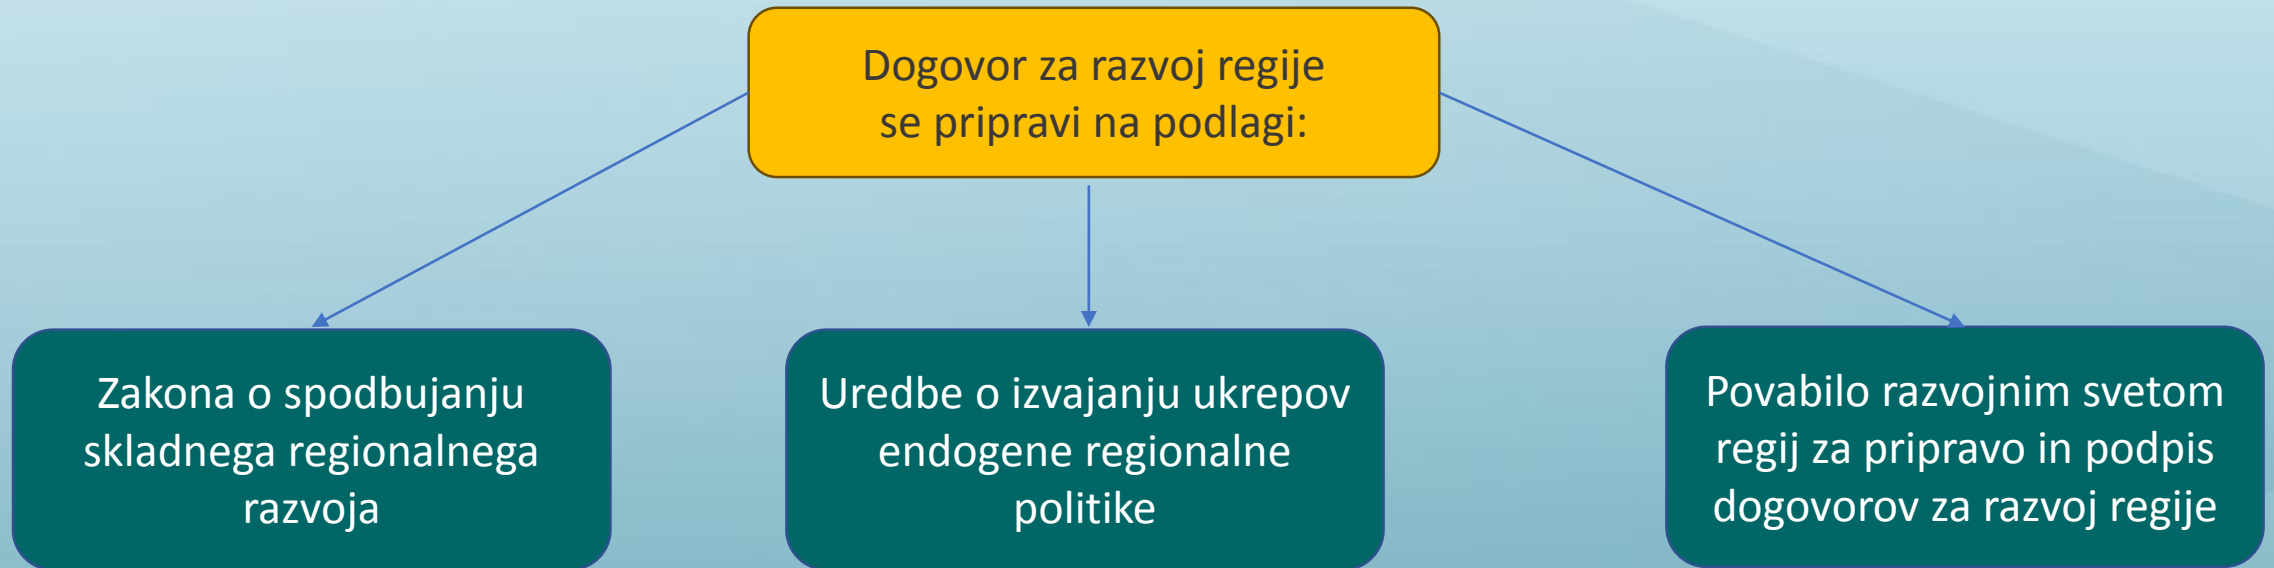 Dogovor za razvoj regije
se pripravi na podlagi:
Zakona o spodbujanju
skladnega regionalnega
razvoja
Uredbe o izvajanju ukrepov
endogene regionalne
politike
Povabilo razvojnim svetom
regij za pripravo in podpis
dogovorov za razvoj regije